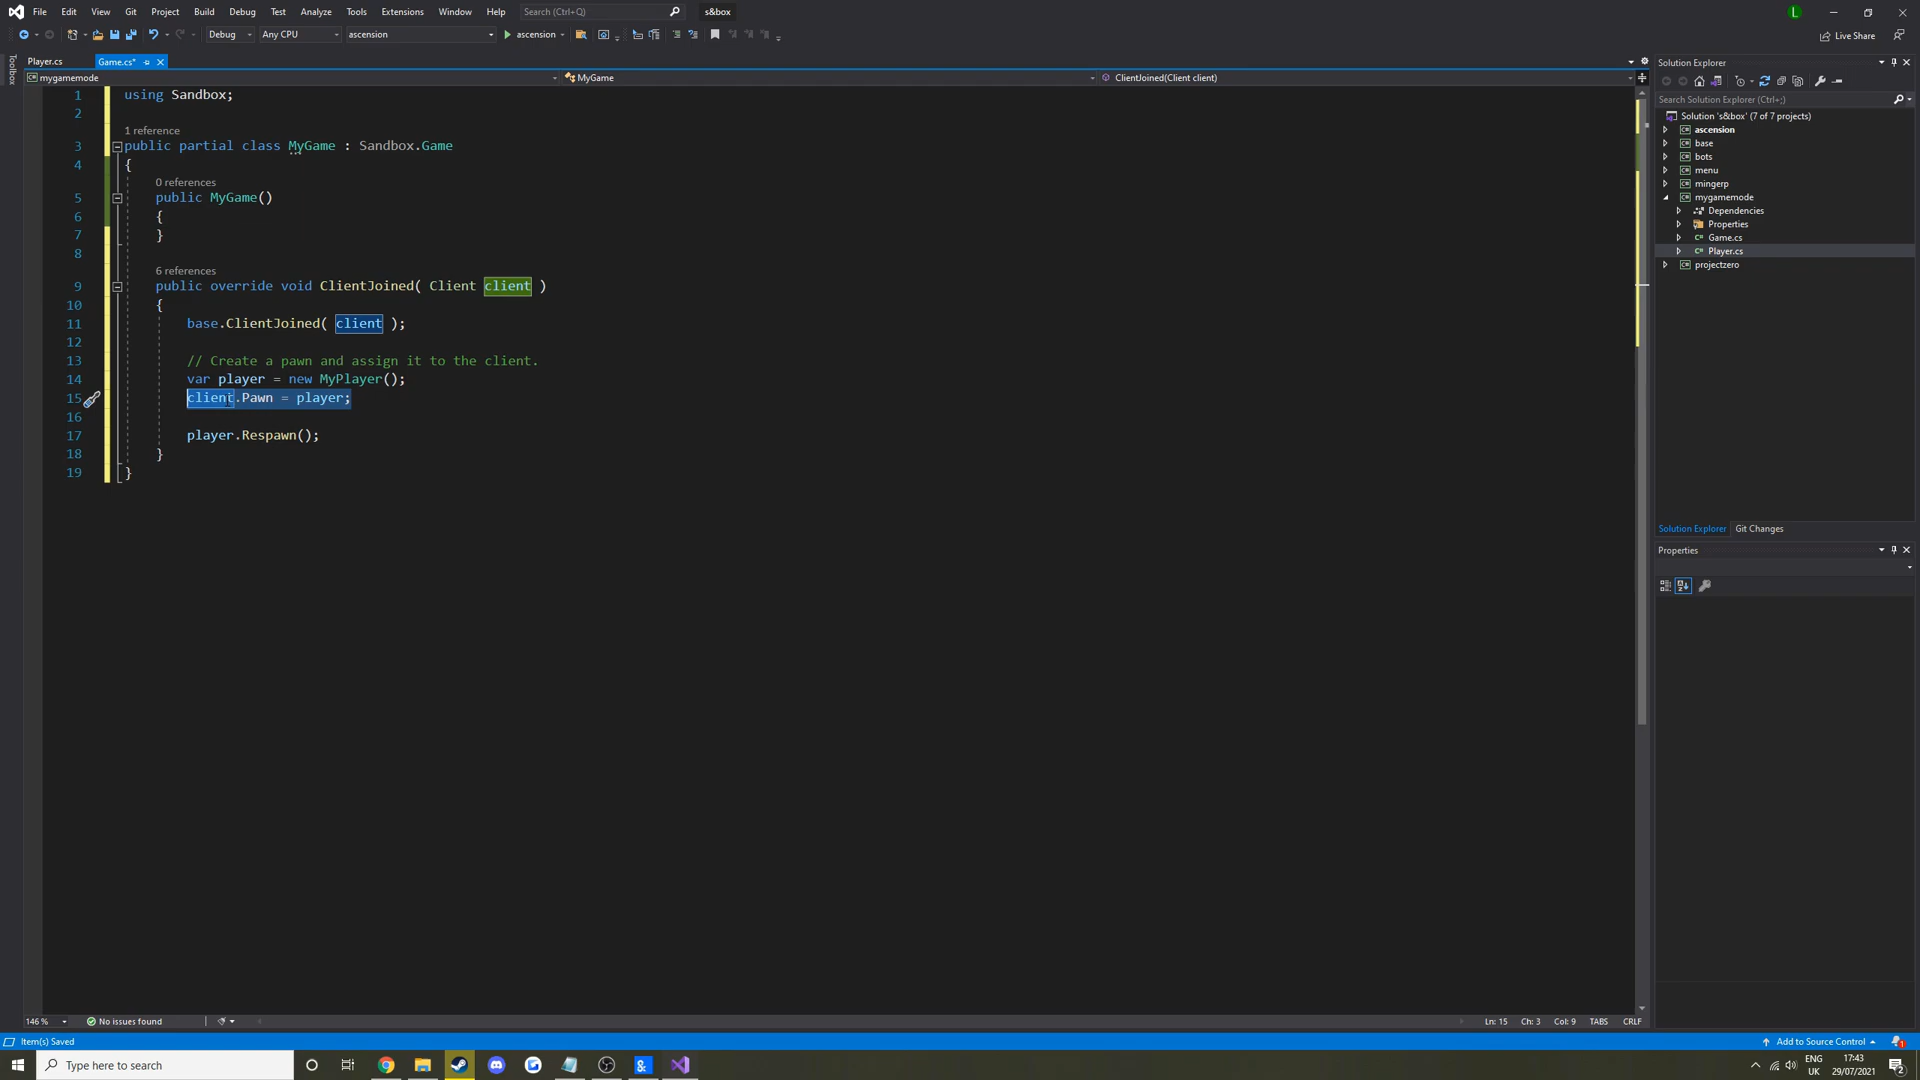 File Edit View Git Project Build Debug Test Analyze Tools Extensions Window Help Search (Ctrl+Q) s&box L
Debug Any CPU ascension ascension Live Share
Toolbox
Player.cs Game.cs*
mygamemode MyGame ClientJoined(Client client)
1 using Sandbox;
2
1 reference
3 public partial class MyGame : Sandbox.Game
4 {
0 references
5 public MyGame()
6 {
7 }
8
6 references
9 public override void ClientJoined( Client client )
10 {
11 base.ClientJoined( client );
12
13 // Create a pawn and assign it to the client.
14 var player = new MyPlayer();
15 client.Pawn = player;
16
17 player.Respawn();
18 }
19 }
Solution Explorer
Search Solution Explorer (Ctrl+;)
Solution 's&box' (7 of 7 projects)
ascension
base
bots
menu
mingerp
mygamemode
Dependencies
Properties
Game.cs
Player.cs
projectzero
Solution Explorer Git Changes
Properties
146 % No issues found Ln: 15 Ch: 3 Col: 9 TABS CRLF
Item(s) Saved Add to Source Control 1
Type here to search ENG UK 17:43 29/07/2021 2